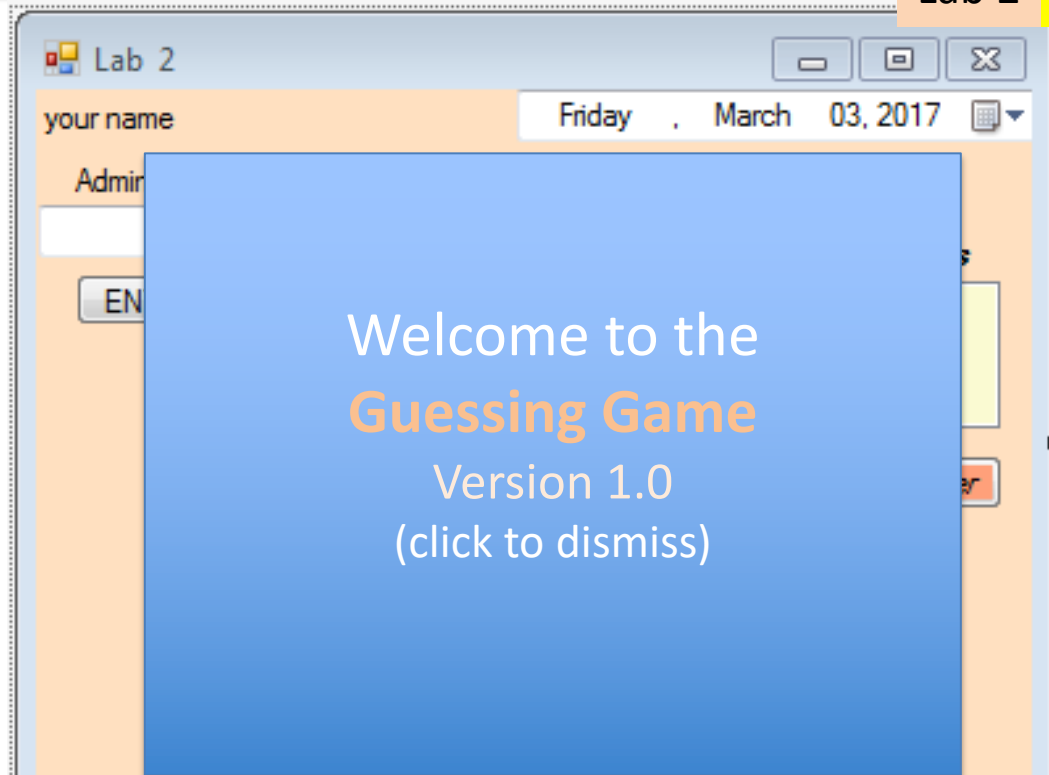 Lab 2
your name
Friday , March 03, 2017
Welcome to the
Guessing Game
Version 1.0
(click to dismiss)